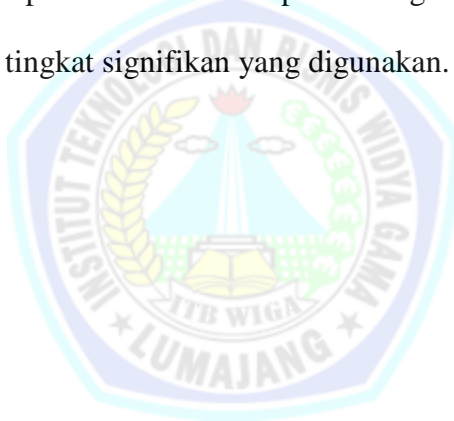 tingkat signifikan yang digunakan.
INSTITUT TEKNOLOGI DAN BISNIS WIDYA GAMA
ITB WIGA
LUMAJANG